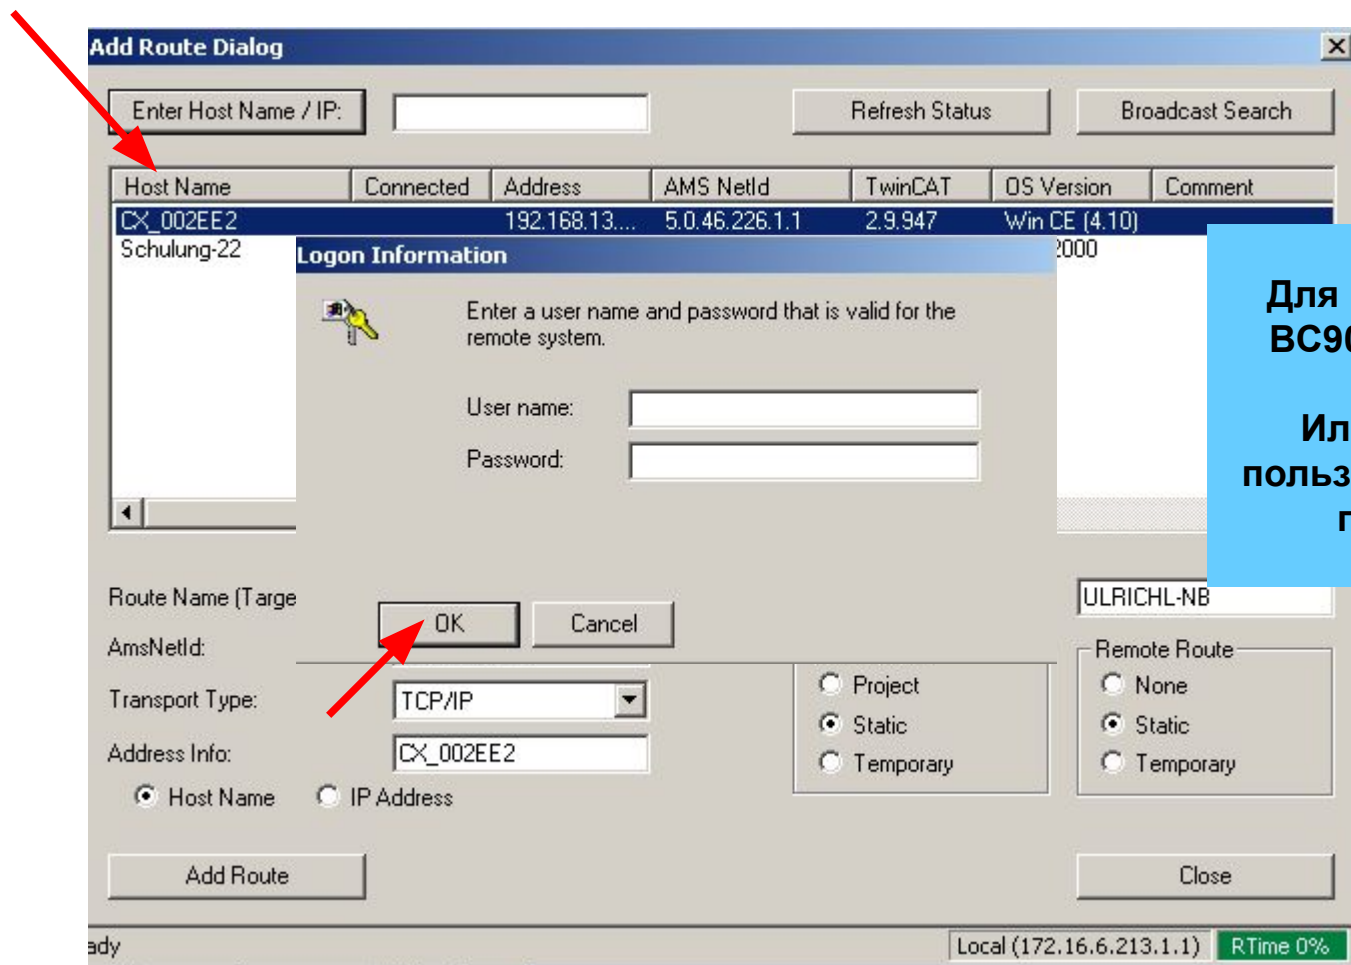 Add Route Dialog
Enter Host Name / IP:
Refresh Status
Broadcast Search
Host Name Connected Address AMS NetId TwinCAT OS Version Comment
CX_002EE2 192.168.13.... 5.0.46.226.1.1 2.9.947 Win CE (4.10)
Schulung-22 2000
Logon Information
Enter a user name and password that is valid for the
remote system.
User name:
Password:
OK Cancel
Для
BC90
Ил
польз
Route Name (Targe
ULRICHL-NB
AmsNetId:
Remote Route
Transport Type: TCP/IP
Project
None
Static
Static
Address Info: CX_002EE2
Temporary
Temporary
Host Name IP Address
Add Route
Close
ady
Local (172.16.6.213.1.1) RTime 0%